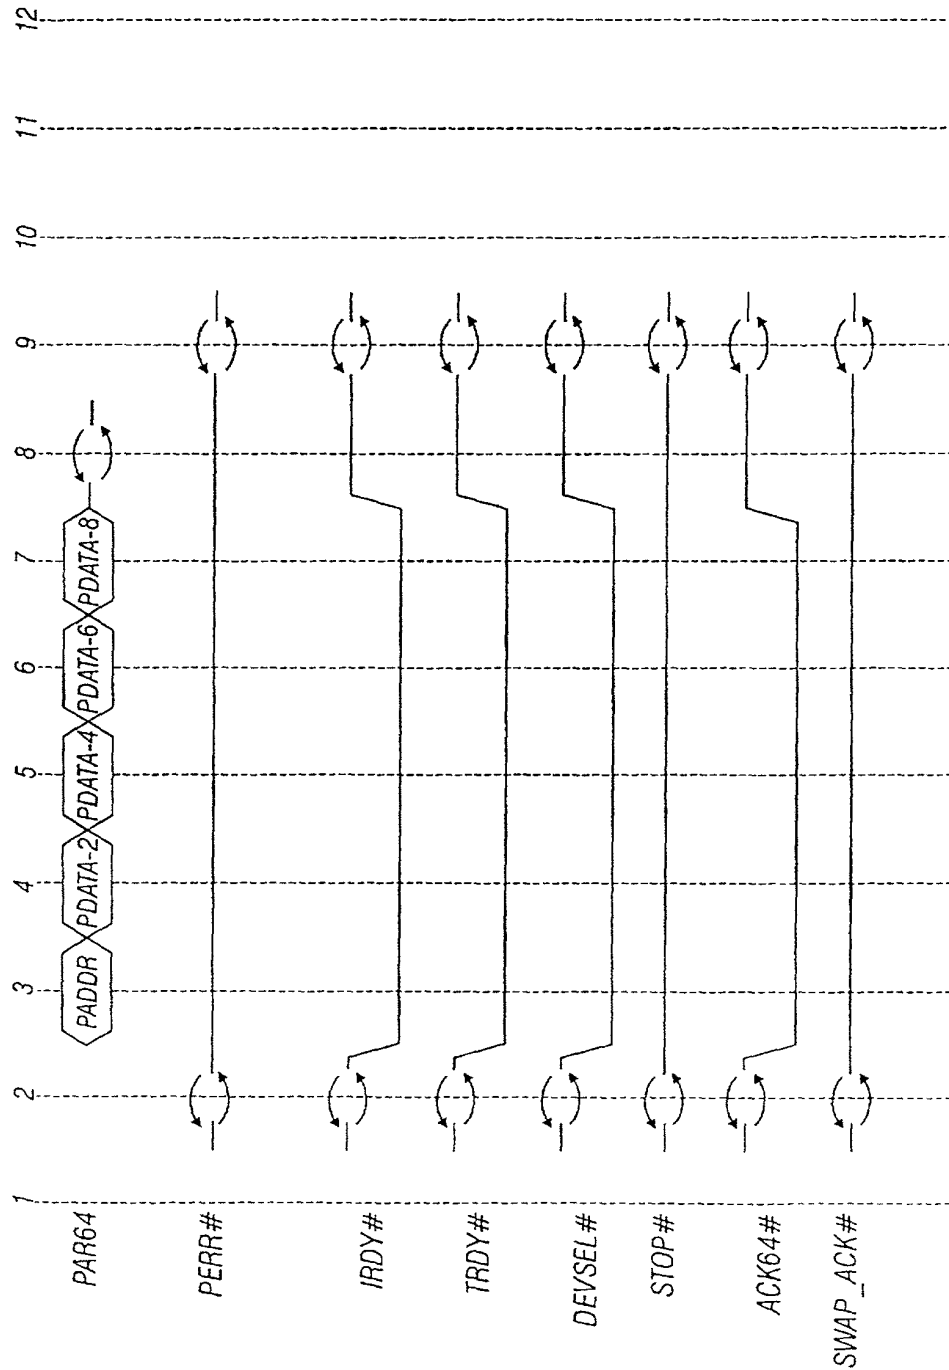 1 2 3 4 5 6 7 8 9 10 11 12
PAR64 PADDR PDATA-2 PDATA-4 PDATA-6 PDATA-8
PERR#
IRDY#
TRDY#
DEVSEL#
STOP#
ACK64#
SWAP_ACK#